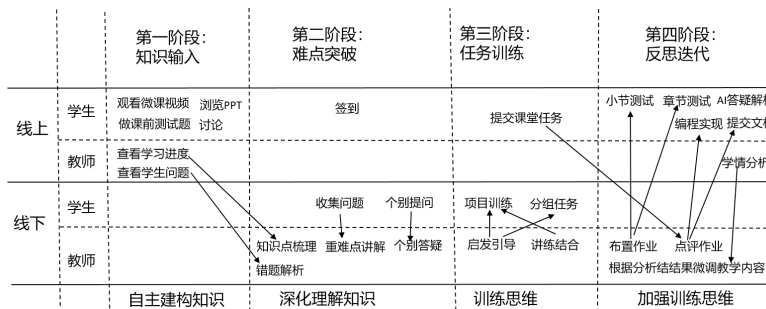 第一阶段：
知识输入
第二阶段：
难点突破
第三阶段：
任务训练
第四阶段：
反思迭代
线上
学生
观看微课视频 浏览PPT
做课前测试题 讨论
签到
提交课堂任务
小节测试 章节测试 AI答疑解析
编程实现 提交文档
教师
查看学习进度
查看学生问题
学情分析
线下
学生
收集问题 个别提问
项目训练 分组任务
教师
知识点梳理 重难点讲解 个别答疑
错题解析
启发引导 讲练结合
布置作业 点评作业
根据分析结结果微调教学内容
自主建构知识 深化理解知识 训练思维 加强训练思维